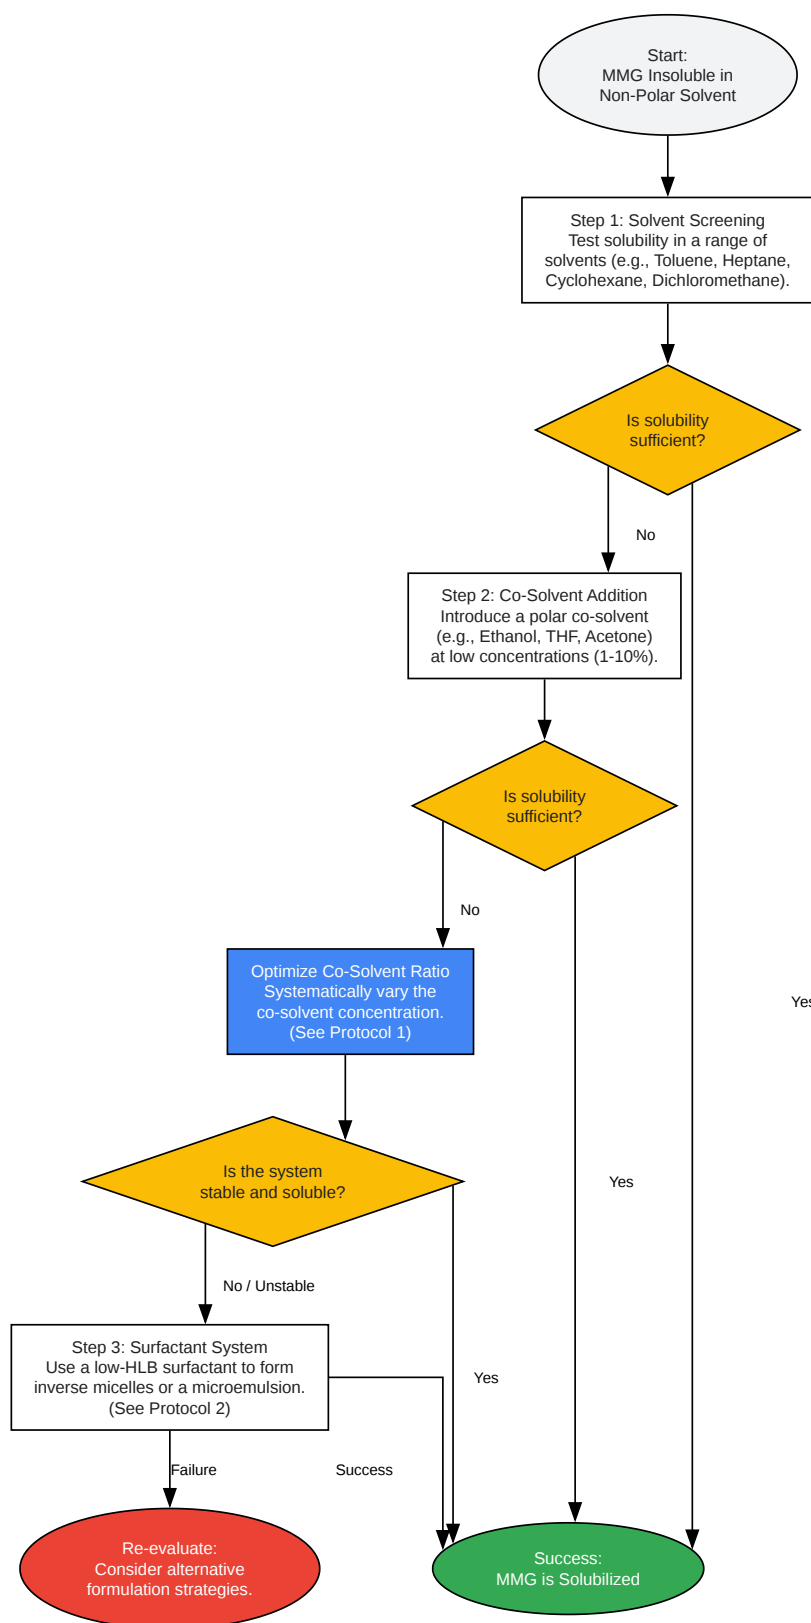 Start:
MMG Insoluble in
Non-Polar Solvent
Step 1: Solvent Screening
Test solubility in a range of
solvents (e.g., Toluene, Heptane,
Cyclohexane, Dichloromethane).
Is solubility
sufficient?
No
Step 2: Co-Solvent Addition
Introduce a polar co-solvent
(e.g., Ethanol, THF, Acetone)
at low concentrations (1-10%).
Is solubility
sufficient?
No
Optimize Co-Solvent Ratio
Systematically vary the
co-solvent concentration.
(See Protocol 1)
Yes
Is the system
stable and soluble?
Yes
No / Unstable
Step 3: Surfactant System
Use a low-HLB surfactant to form
inverse micelles or a microemulsion.
(See Protocol 2)
Yes
Failure
Success
Re-evaluate:
Consider alternative
formulation strategies.
Success:
MMG is Solubilized